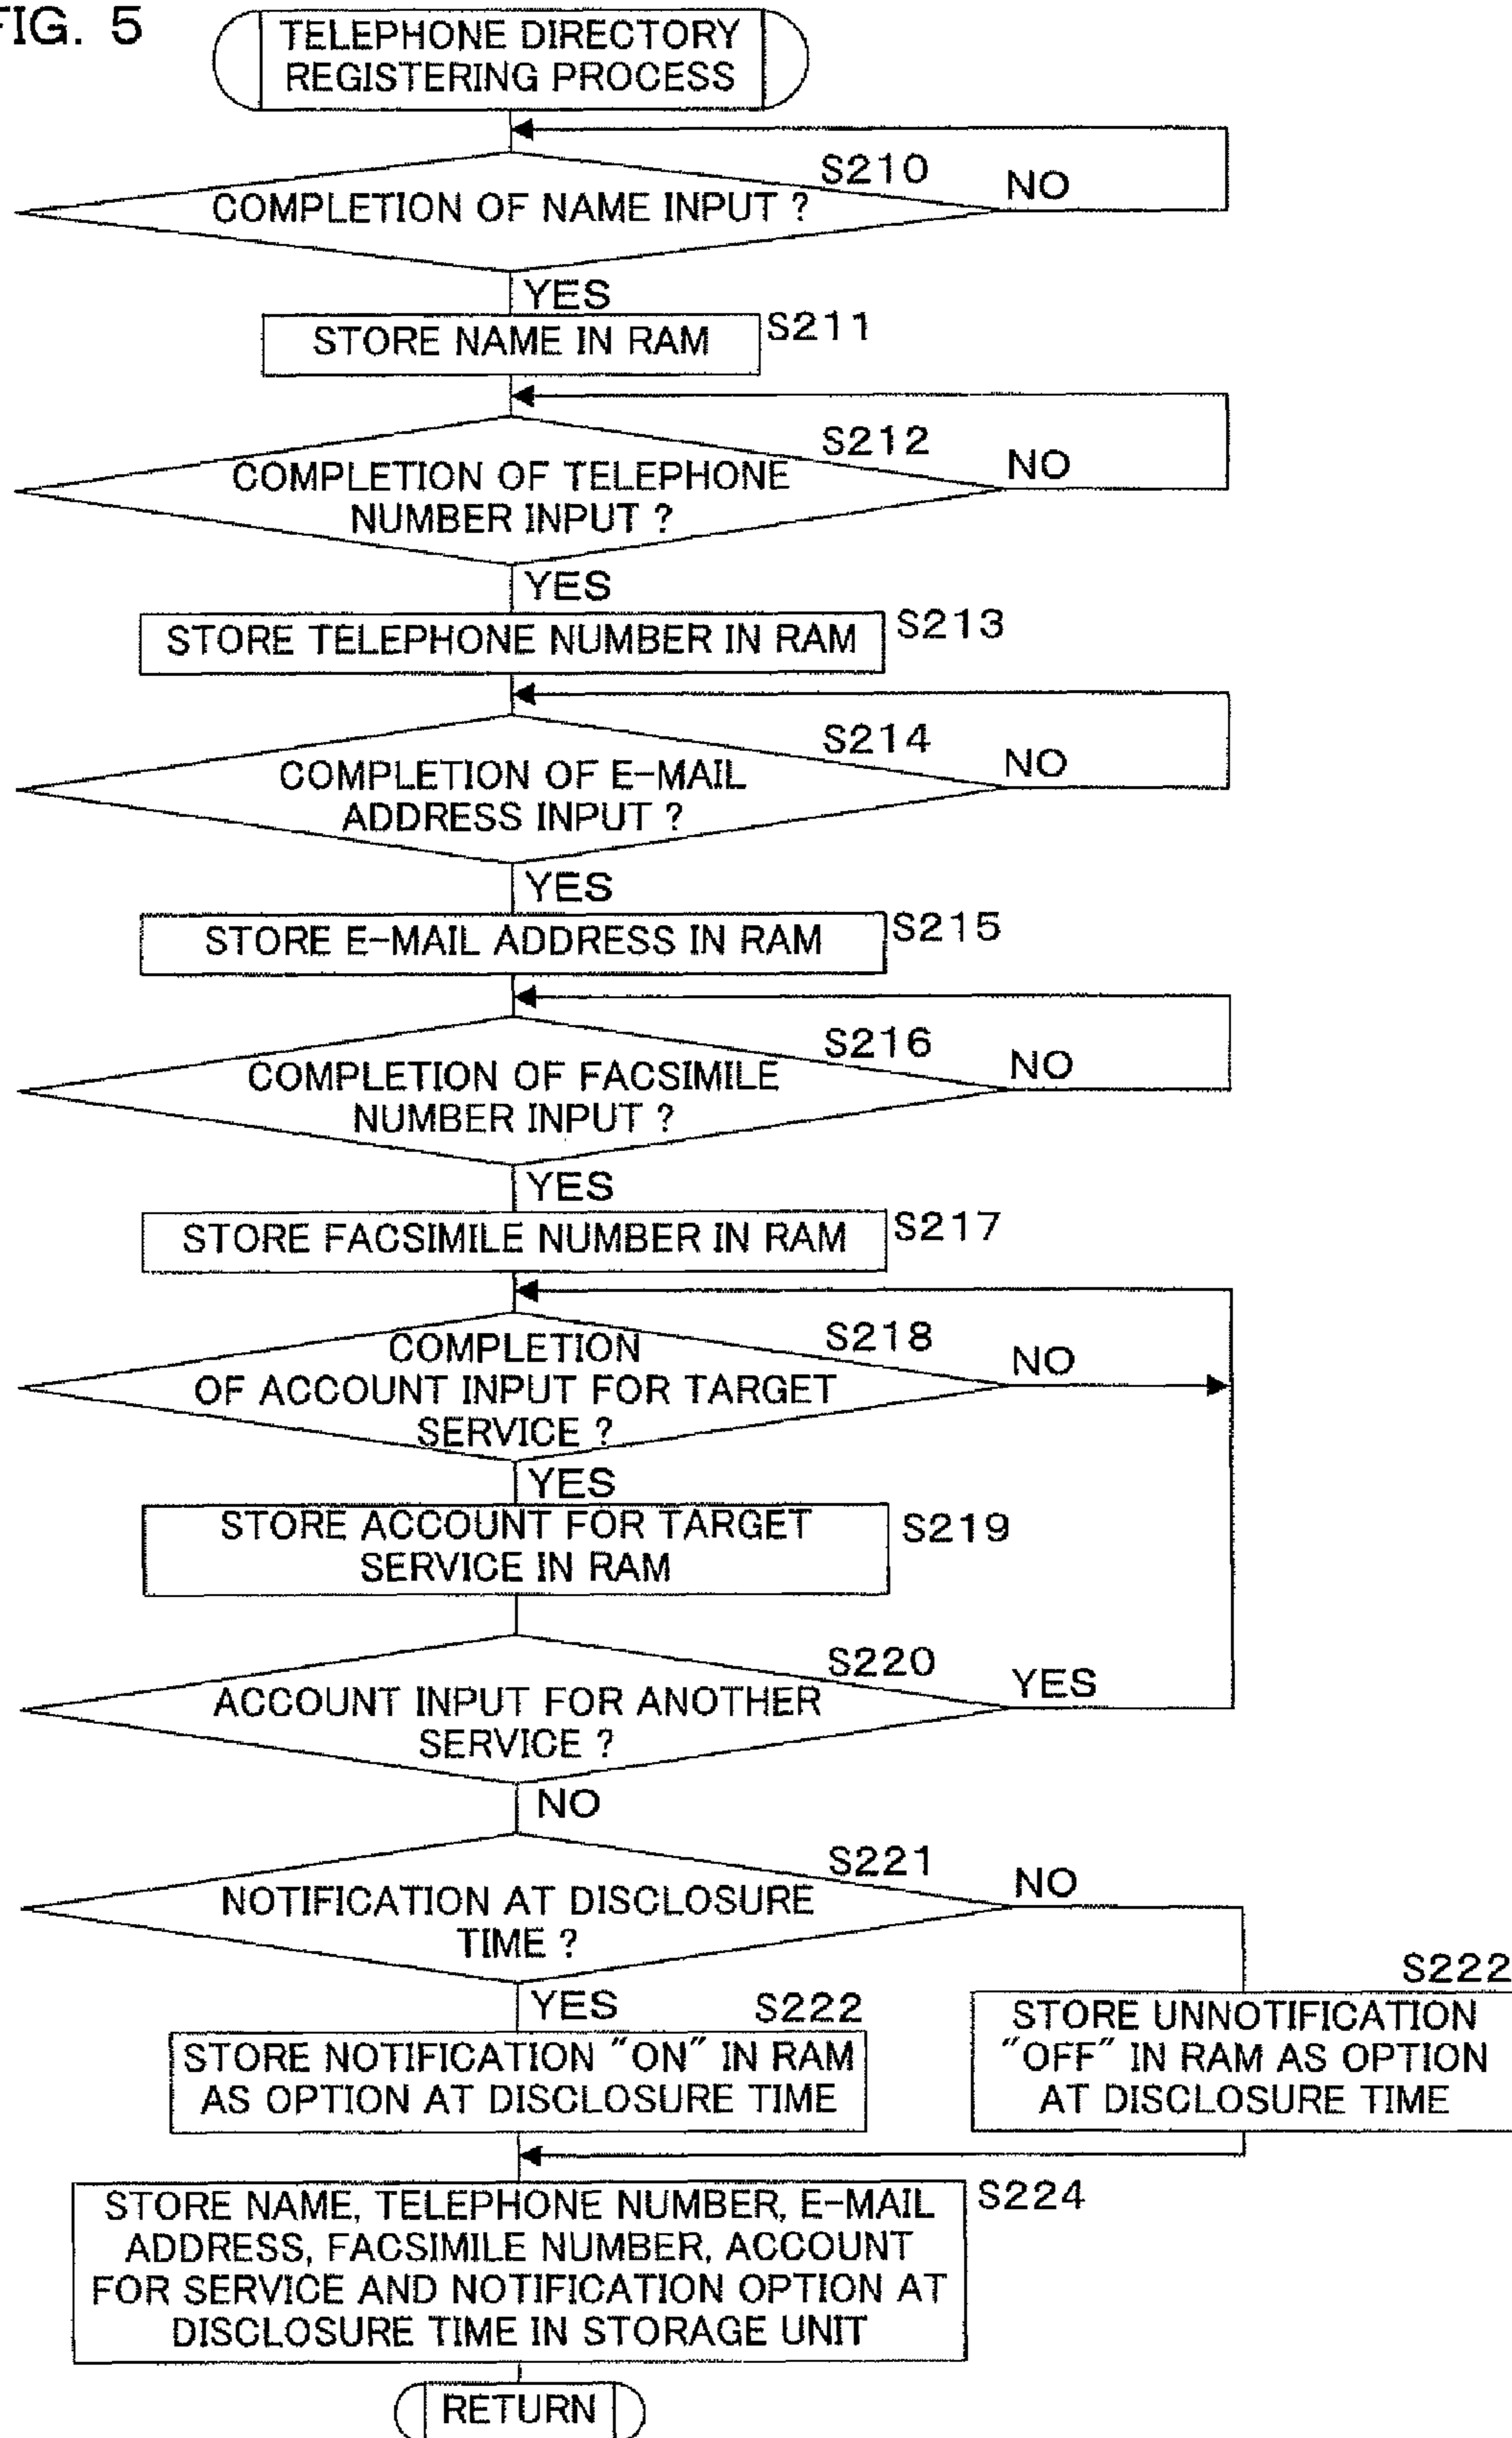 FIG. 5
TELEPHONE DIRECTORY
REGISTERING PROCESS
S210
COMPLETION OF NAME INPUT ?
NO
YES
STORE NAME IN RAM
S211
S212
COMPLETION OF TELEPHONE
NUMBER INPUT ?
NO
YES
STORE TELEPHONE NUMBER IN RAM
S213
S214
COMPLETION OF E-MAIL
ADDRESS INPUT ?
NO
YES
STORE E-MAIL ADDRESS IN RAM
S215
S216
COMPLETION OF FACSIMILE
NUMBER INPUT ?
NO
YES
STORE FACSIMILE NUMBER IN RAM
S217
S218
COMPLETION
OF ACCOUNT INPUT FOR TARGET
SERVICE ?
NO
YES
STORE ACCOUNT FOR TARGET
SERVICE IN RAM
S219
S220
ACCOUNT INPUT FOR ANOTHER
SERVICE ?
YES
NO
S221
NOTIFICATION AT DISCLOSURE
TIME ?
NO
YES
S222
STORE NOTIFICATION "ON" IN RAM
AS OPTION AT DISCLOSURE TIME
S222
STORE UNNOTIFICATION
"OFF" IN RAM AS OPTION
AT DISCLOSURE TIME
STORE NAME, TELEPHONE NUMBER, E-MAIL
ADDRESS, FACSIMILE NUMBER, ACCOUNT
FOR SERVICE AND NOTIFICATION OPTION AT
DISCLOSURE TIME IN STORAGE UNIT
S224
RETURN